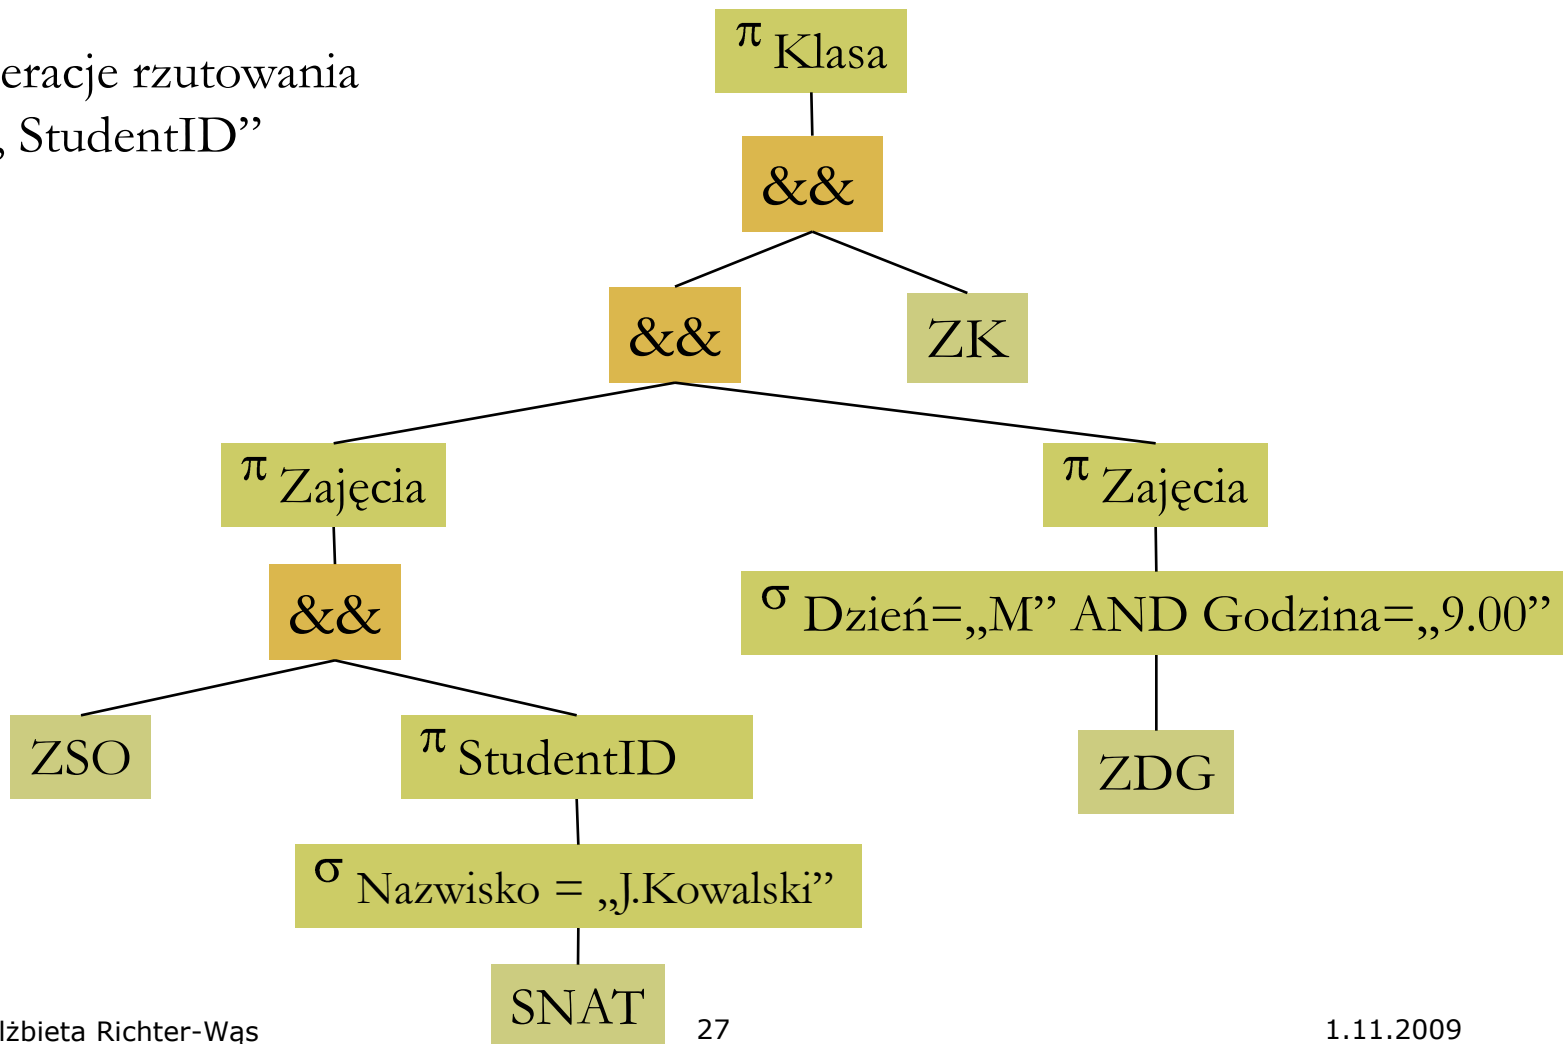 π Klasa
eracje rzutowania
, StudentID”
&&
&&
ZK
π Zajęcia
π Zajęcia
&&
σ Dzień=„M” AND Godzina=„9.00”
ZSO
π StudentID
ZDG
σ Nazwisko = „J.Kowalski”
SNAT
lżbieta Richter-Wąs
27
1.11.2009